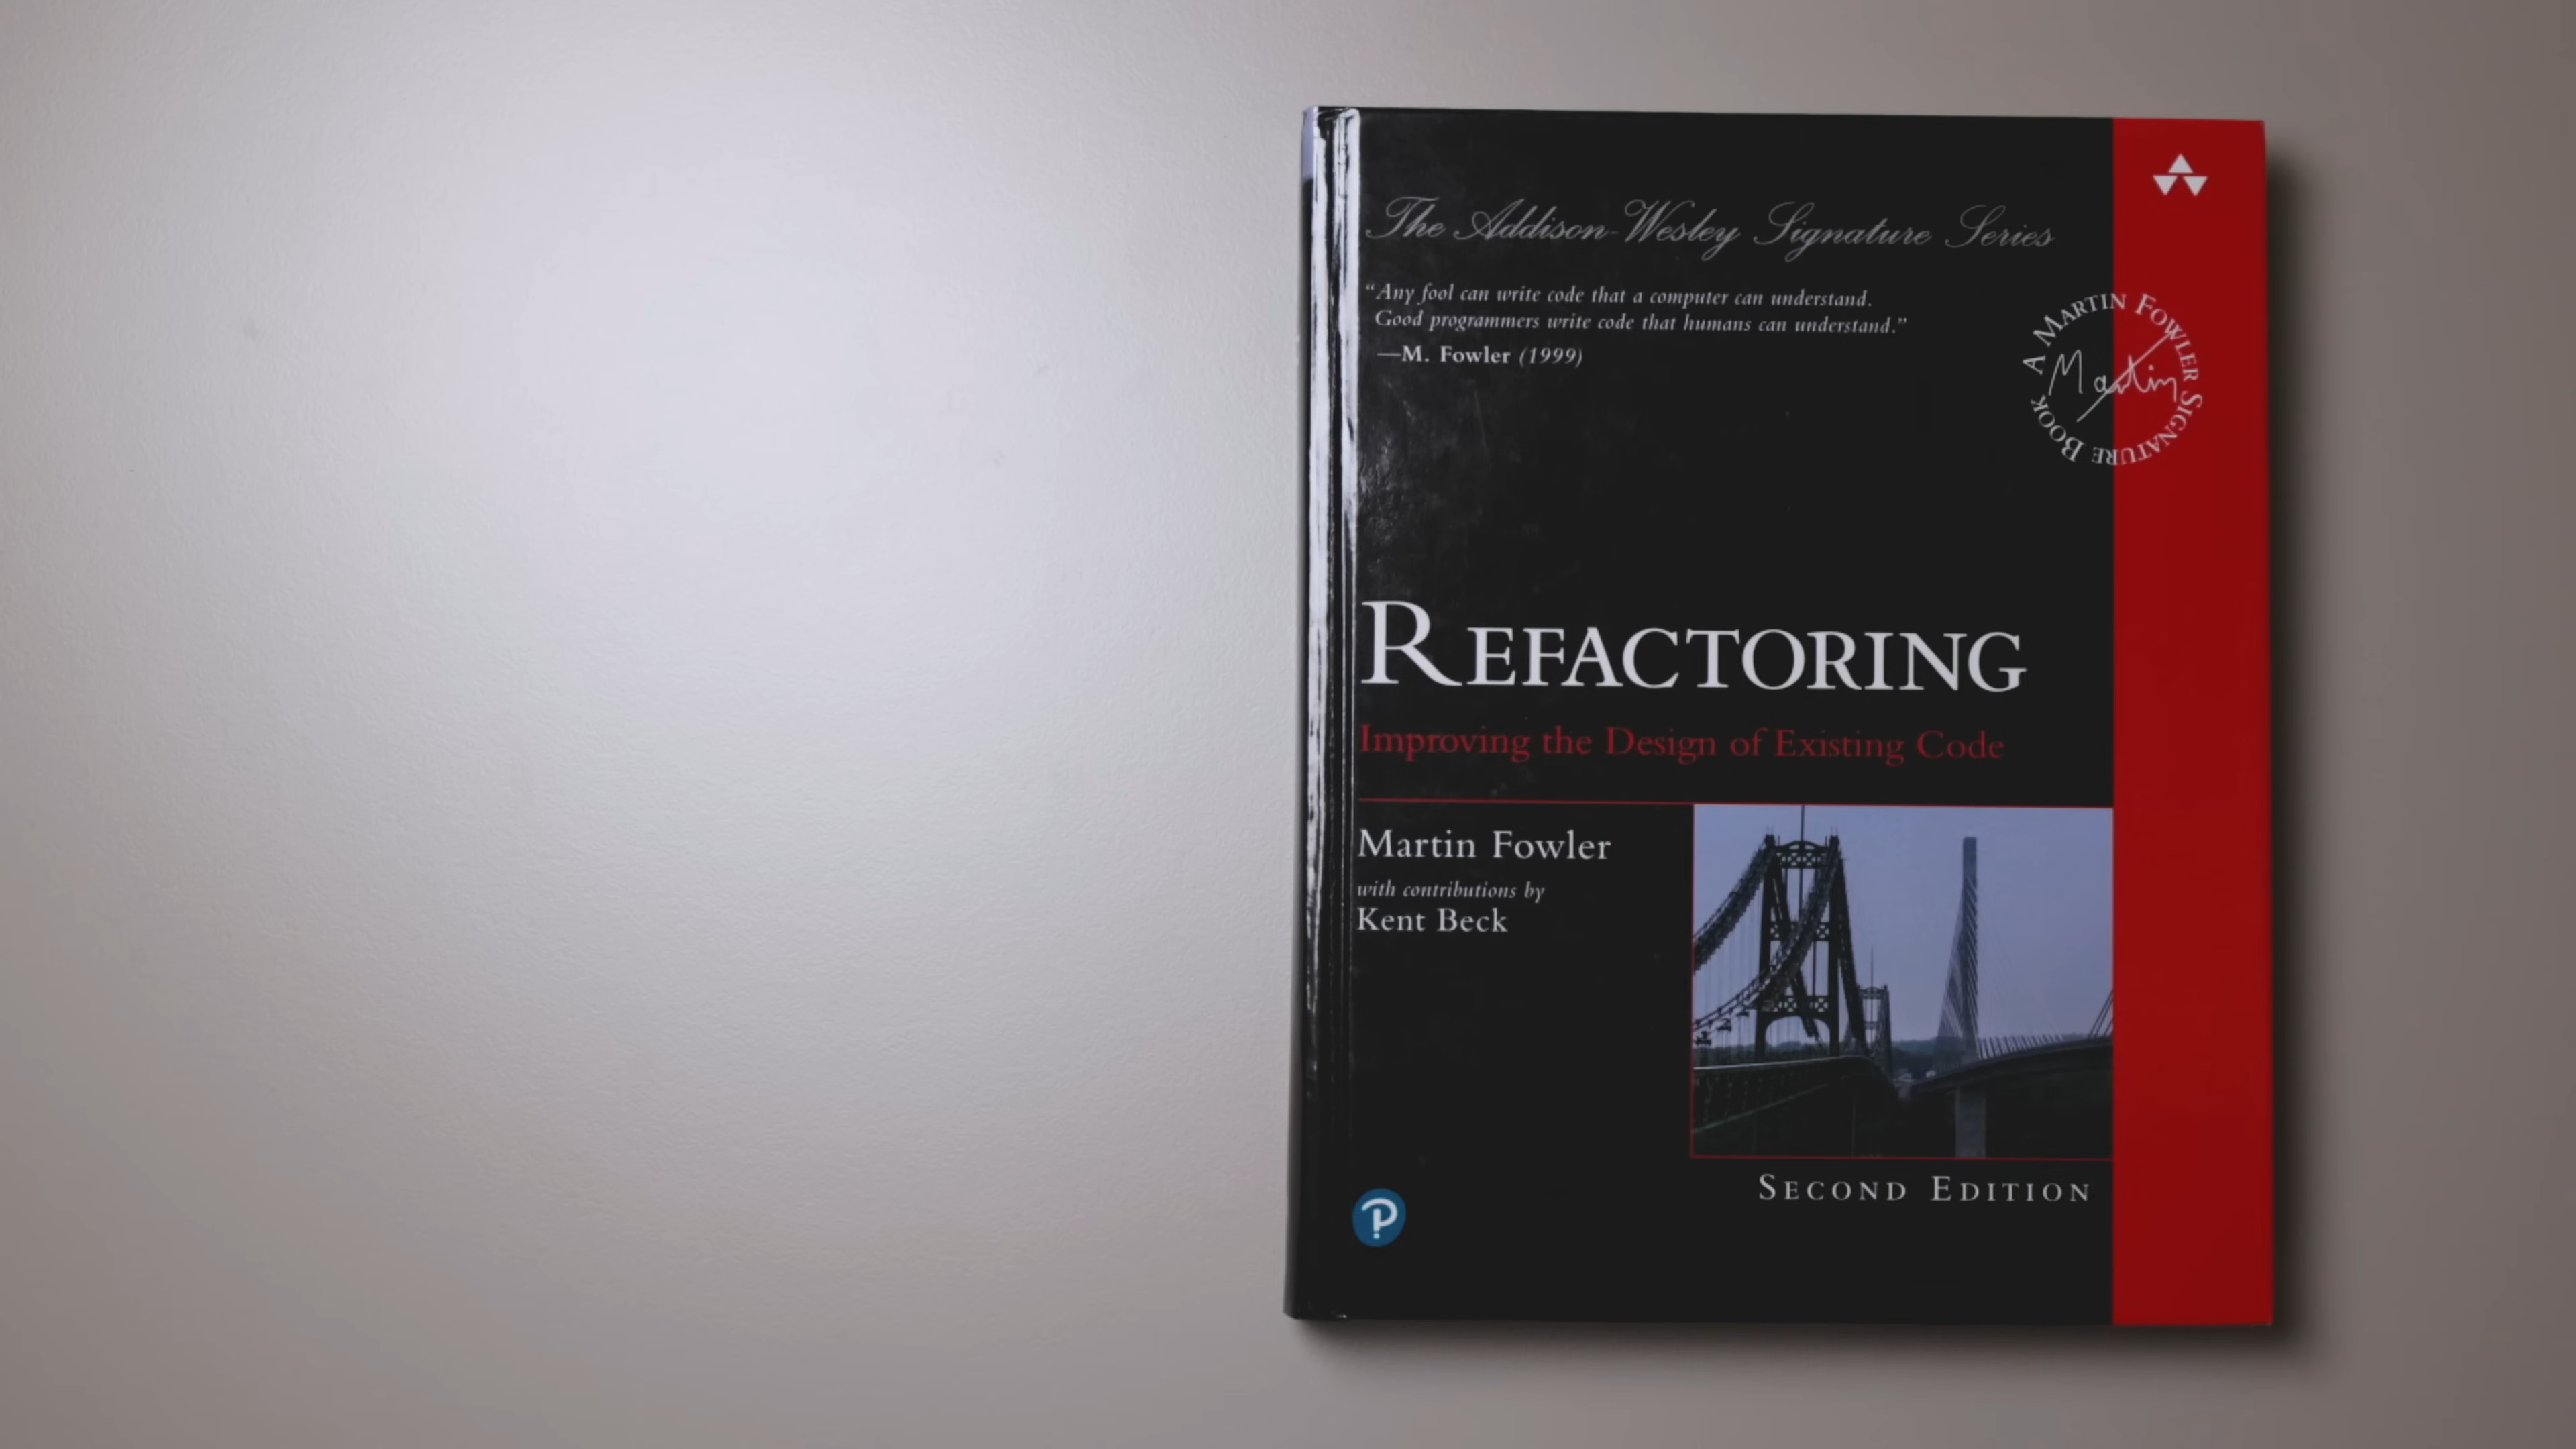 The Addison-Wesley Signature Series
“Any fool can write code that a computer can understand.
Good programmers write code that humans can understand.”
—M. Fowler (1999)
A MARTIN FOWLER SIGNATURE BOOK
Martin
REFACTORING
Improving the Design of Existing Code
Martin Fowler
with contributions by
Kent Beck
SECOND EDITION
P